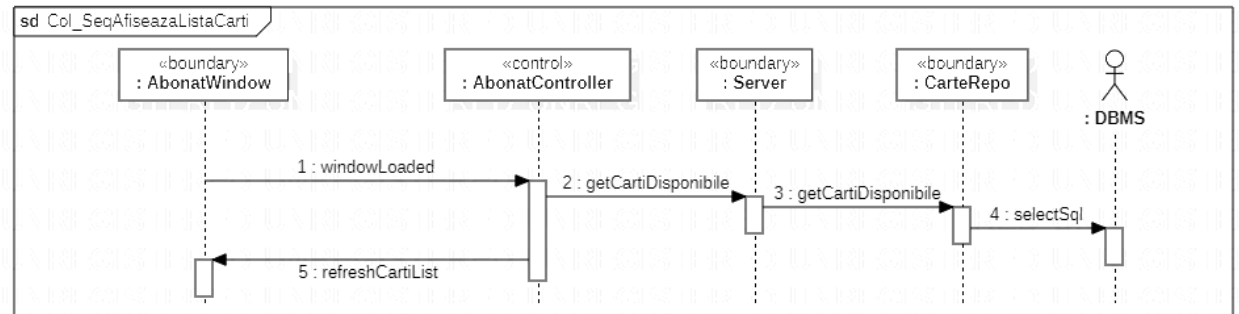 sd Col_SeqAfiseazaListaCarti
«boundary»
: AbonatWindow
«control»
: AbonatController
«boundary»
: Server
«boundary»
: CarteRepo
: DBMS
1 : windowLoaded
2 : getCartiDisponibile
3 : getCartiDisponibile
4 : selectSql
5 : refreshCartiList